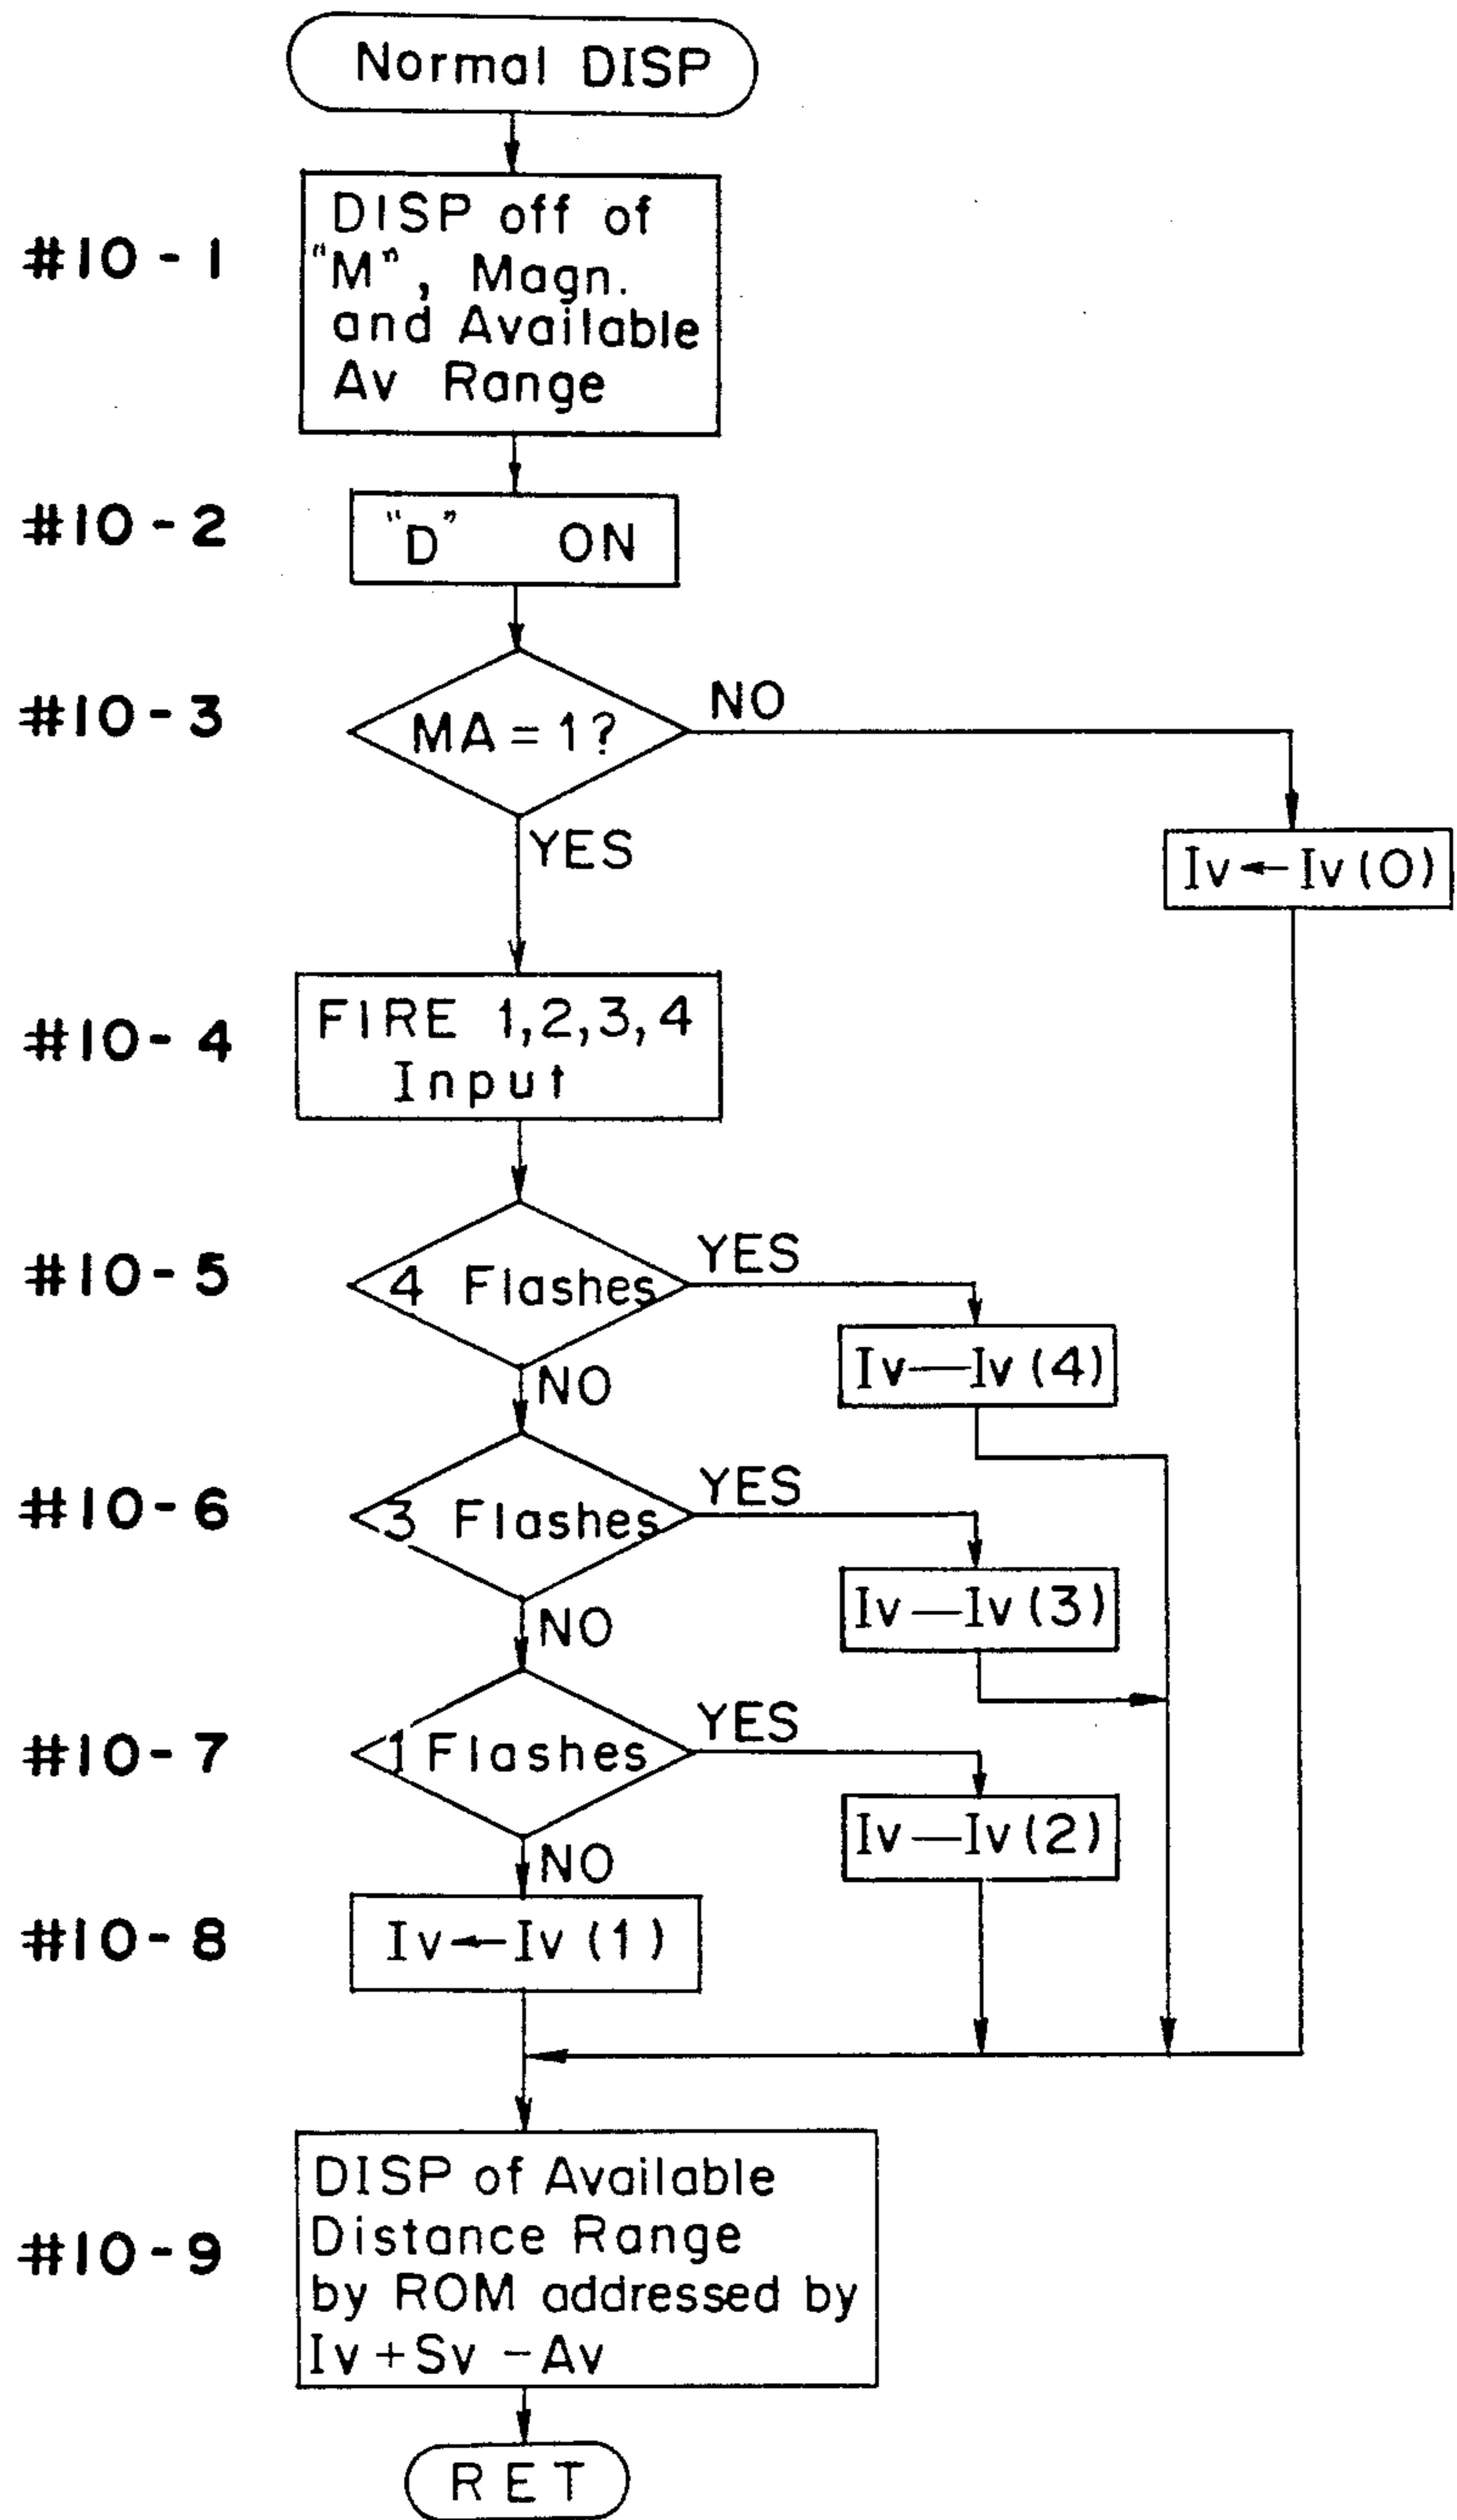 Normal DISP
#10-1
DISP off of
"M", Magn.
and Available
Av Range
#10-2
"D" ON
#10-3
MA=1?
NO
YES
Iv←Iv(0)
#10-4
FIRE 1,2,3,4
Input
#10-5
4 Flashes
YES
Iv—Iv(4)
NO
#10-6
3 Flashes
YES
Iv—Iv(3)
NO
#10-7
1 Flashes
YES
Iv—Iv(2)
NO
#10-8
Iv←Iv(1)
#10-9
DISP of Available
Distance Range
by ROM addressed by
Iv+Sv-Av
RET